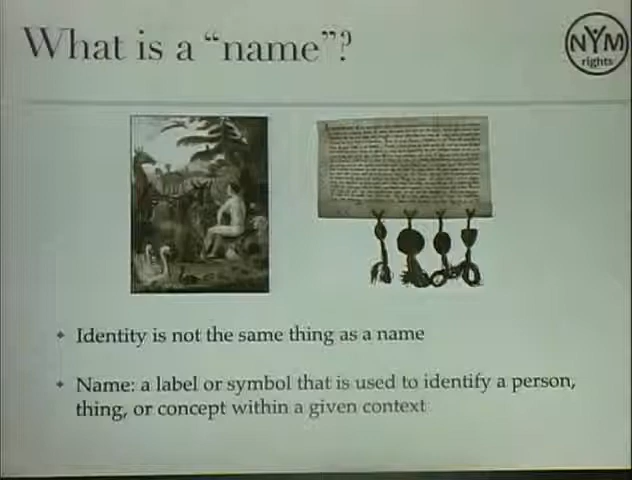 What is a “name”?
NYM
rights
Identity is not the same thing as a name
Name: a label or symbol that is used to identify a person,
thing, or concept within a given context